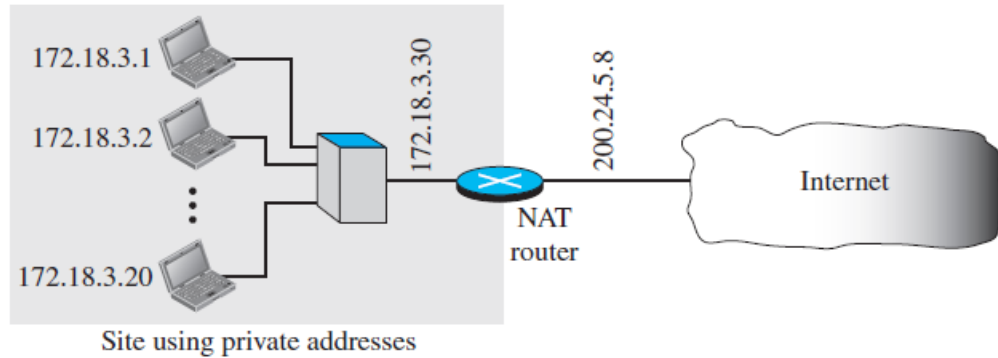 172.18.3.1
172.18.3.2
172.18.3.20
172.18.3.30
200.24.5.8
NAT
router
Internet
Site using private addresses